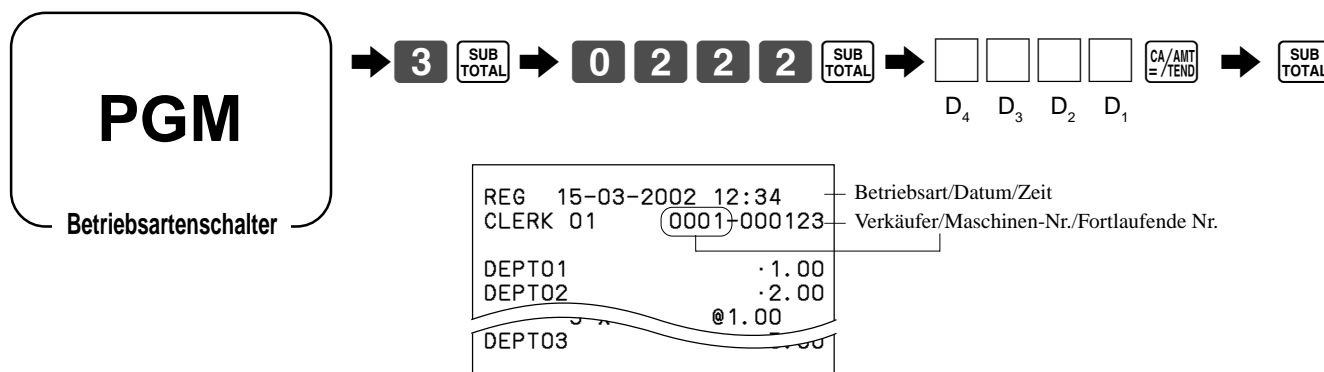 PGM
Betriebsartenschalter
3 SUB TOTAL 0 2 2 2 SUB TOTAL CA/AMT = /TEND SUB TOTAL
D4 D3 D2 D1
REG 15-03-2002 12:34
Betriebsart/Datum/Zeit
CLERK 01 0001-000123
Verkäufer/Maschinen-Nr./Fortlaufende Nr.
DEPT01 ·1.00
DEPT02 ·2.00
@1.00
DEPT03